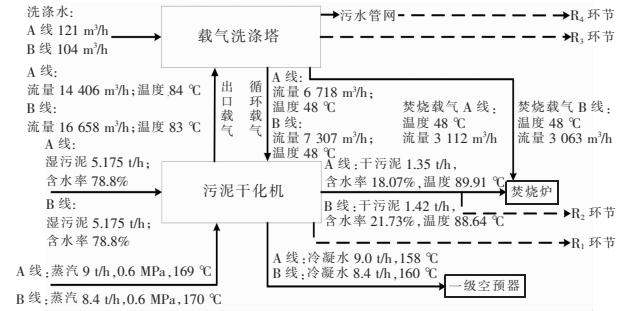 洗涤水:
A 线 121 m³/h
B 线 104 m³/h
载气洗涤塔
污水管网
R₄ 环节
R₃ 环节
A 线:
流量 14 406 m³/h;温度 84 ℃
B 线:
流量 16 658 m³/h;温度 83 ℃
出口载气
循环载气
A 线:
流量 6 718 m³/h;
温度 48 ℃
B 线:
流量 7 307 m³/h;
温度 48 ℃
焚烧载气 A 线:
温度 48 ℃
流量 3 112 m³/h
焚烧载气 B 线:
温度 48 ℃
流量 3 063 m³/h
A 线:
湿污泥 5.175 t/h;
含水率 78.8%
B 线:
湿污泥 5.175 t/h;
含水率 78.8%
污泥干化机
A 线:干污泥 1.35 t/h,
含水率 18.07%,温度 89.91 ℃
B 线:干污泥 1.42 t/h,
含水率 21.73%,温度 88.64 ℃
焚烧炉
R₂ 环节
R₁ 环节
A 线:蒸汽 9 t/h,0.6 MPa,169 ℃
B 线:蒸汽 8.4 t/h,0.6 MPa,170 ℃
A 线:冷凝水 9.0 t/h,158 ℃
B 线:冷凝水 8.4 t/h,160 ℃
一级空预器